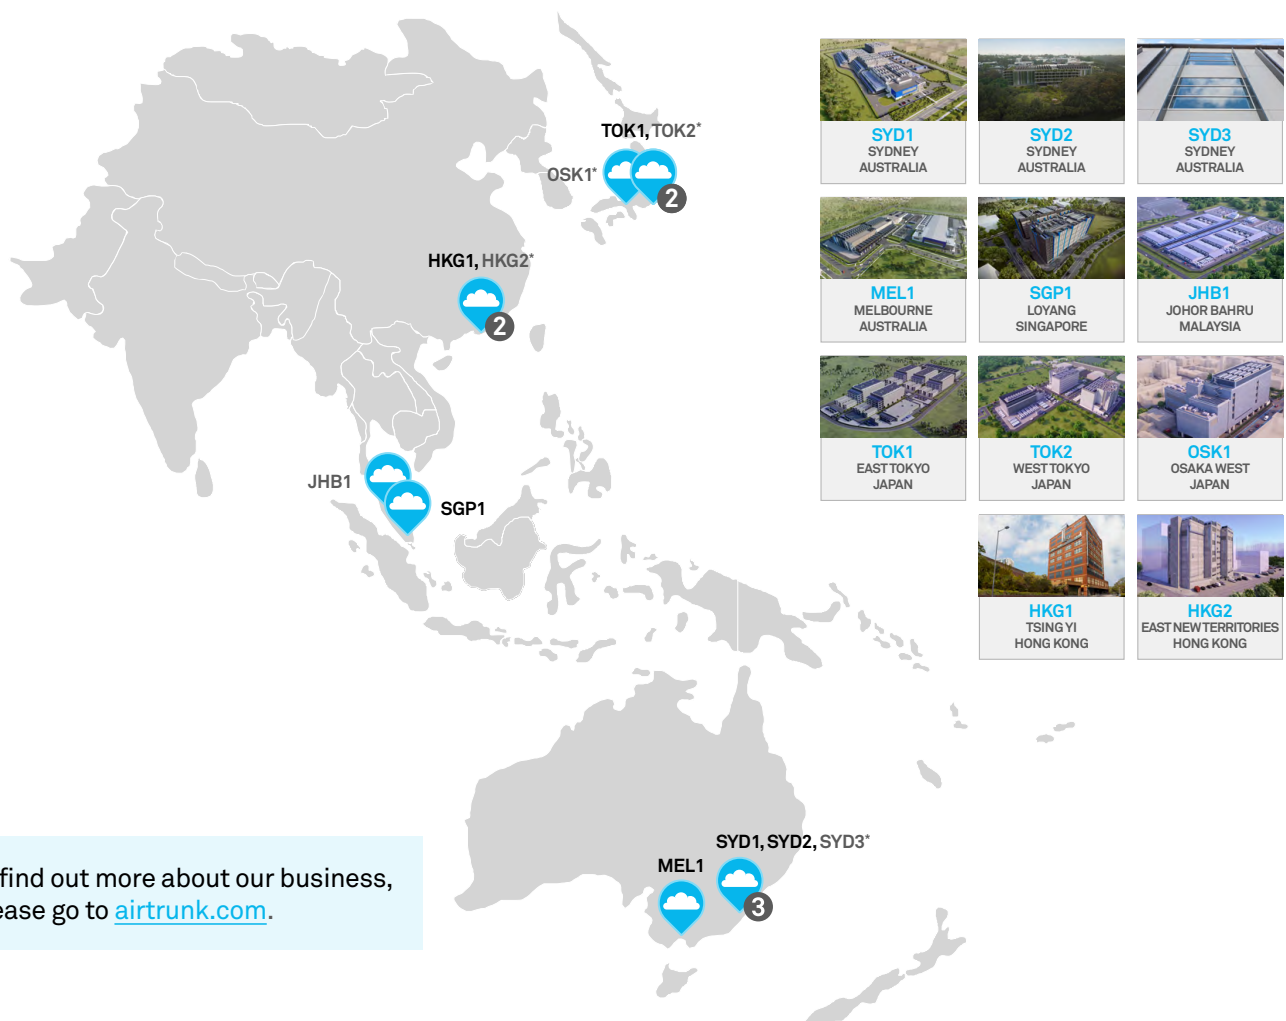 TOK1, TOK2*
OSK1*
HKG1, HKG2*
2
2
JHB1
SGP1
SYD1, SYD2, SYD3*
MEL1
3
find out more about our business,
ease go to airtrunk.com.
SYD1
SYDNEY
AUSTRALIA
SYD2
SYDNEY
AUSTRALIA
SYD3
SYDNEY
AUSTRALIA
MEL1
MELBOURNE
AUSTRALIA
SGP1
LOYANG
SINGAPORE
JHB1
JOHOR BAHRU
MALAYSIA
TOK1
EAST TOKYO
JAPAN
TOK2
WEST TOKYO
JAPAN
OSK1
OSAKA WEST
JAPAN
HKG1
TSING YI
HONG KONG
HKG2
EAST NEW TERRITORIES
HONG KONG